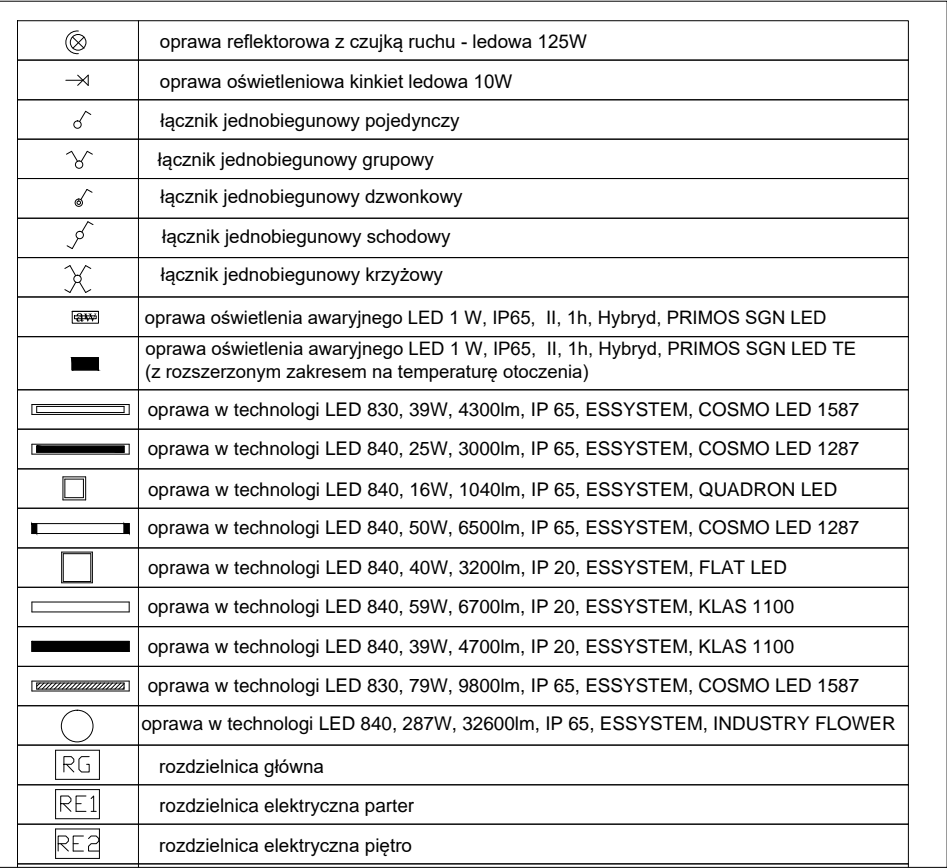 oprawa reflektorowa z czujką ruchu - ledowa 125W
oprawa oświetleniowa kinkiet ledowa 10W
łącznik jednobiegunowy pojedynczy
łącznik jednobiegunowy grupowy
łącznik jednobiegunowy dzwonkowy
łącznik jednobiegunowy schodowy
łącznik jednobiegunowy krzyżowy
oprawa oświetlenia awaryjnego LED 1 W, IP65, II, 1h, Hybryd, PRIMOS SGN LED
oprawa oświetlenia awaryjnego LED 1 W, IP65, II, 1h, Hybryd, PRIMOS SGN LED TE
(z rozszerzonym zakresem na temperaturę otoczenia)
oprawa w technologi LED 830, 39W, 4300lm, IP 65, ESSYSTEM, COSMO LED 1587
oprawa w technologi LED 840, 25W, 3000lm, IP 65, ESSYSTEM, COSMO LED 1287
oprawa w technologi LED 840, 16W, 1040lm, IP 65, ESSYSTEM, QUADRON LED
oprawa w technologi LED 840, 50W, 6500lm, IP 65, ESSYSTEM, COSMO LED 1287
oprawa w technologi LED 840, 40W, 3200lm, IP 20, ESSYSTEM, FLAT LED
oprawa w technologi LED 840, 59W, 6700lm, IP 20, ESSYSTEM, KLAS 1100
oprawa w technologi LED 840, 39W, 4700lm, IP 20, ESSYSTEM, KLAS 1100
oprawa w technologi LED 830, 79W, 9800lm, IP 65, ESSYSTEM, COSMO LED 1587
oprawa w technologi LED 840, 287W, 32600lm, IP 65, ESSYSTEM, INDUSTRY FLOWER
RG rozdzielnica główna
RE1 rozdzielnica elektryczna parter
RE2 rozdzielnica elektryczna piętro